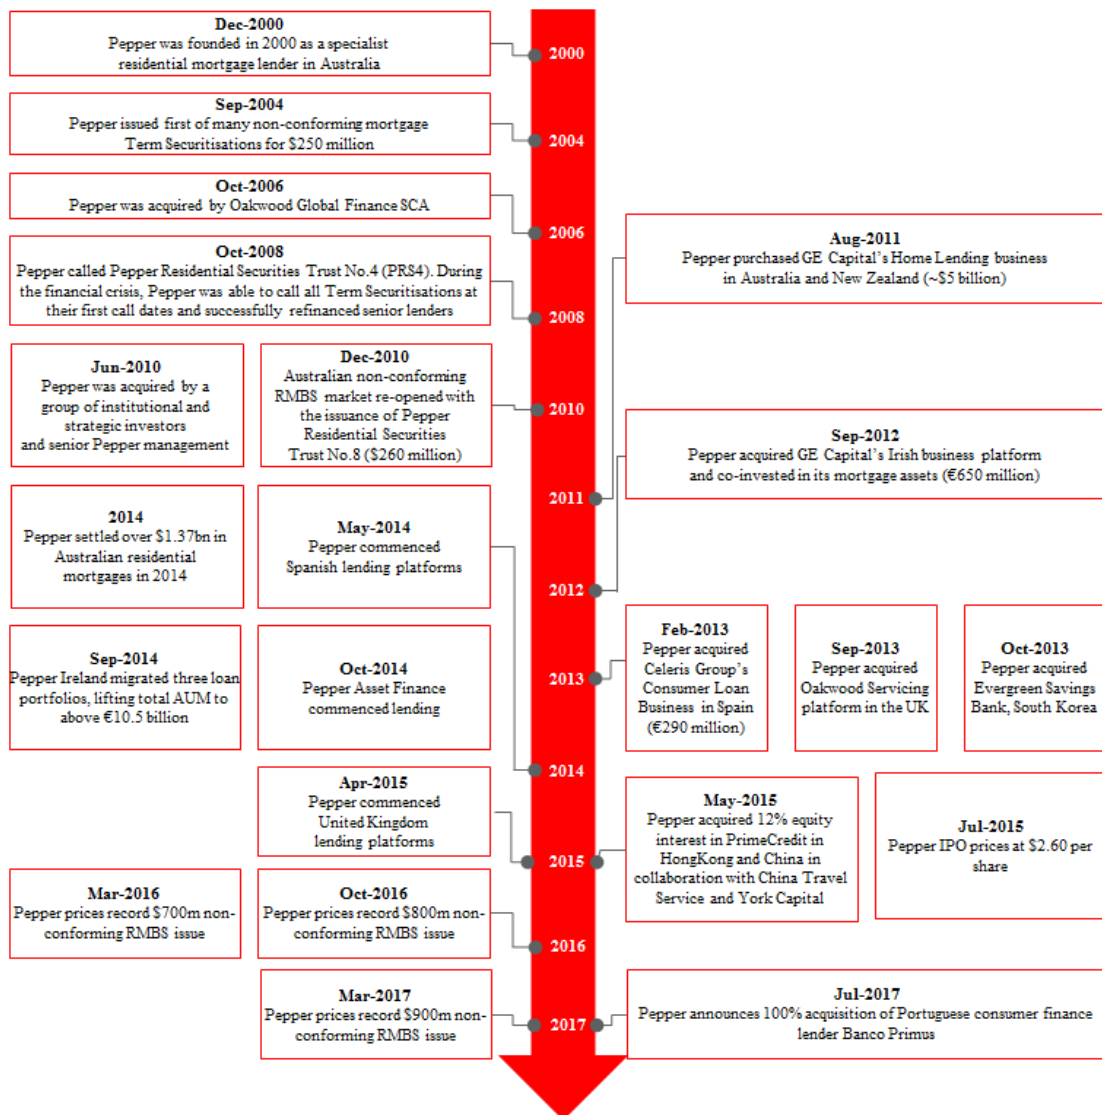 Dec-2000
Pepper was founded in 2000 as a specialist
residential mortgage lender in Australia
2000
Sep-2004
Pepper issued first of many non-conforming mortgage
Term Securitisations for $250 million
2004
Oct-2006
Pepper was acquired by Oakwood Global Finance SCA
2006
Aug-2011
Pepper purchased GE Capital's Home Lending business
in Australia and New Zealand (~$5 billion)
Oct-2008
Pepper called Pepper Residential Securities Trust No.4 (PRS4). During
the financial crisis, Pepper was able to call all Term Securitisations at
their first call dates and successfully refinanced senior lenders
2008
Jun-2010
Pepper was acquired by a
group of institutional and
strategic investors
and senior Pepper management
Dec-2010
Australian non-conforming
RMBS market re-opened with
the issuance of Pepper
Residential Securities
Trust No.8 ($260 million)
2010
Sep-2012
Pepper acquired GE Capital's Irish business platform
and co-invested in its mortgage assets (€650 million)
2011
2014
Pepper settled over $1.37bn in
Australian residential
mortgages in 2014
May-2014
Pepper commenced
Spanish lending platforms
2012
Sep-2014
Pepper Ireland migrated three loan
portfolios, lifting total AUM to
above €10.5 billion
Oct-2014
Pepper Asset Finance
commenced lending
2013
Feb-2013
Pepper acquired
Celeris Group's
Consumer Loan
Business in Spain
(€290 million)
Sep-2013
Pepper acquired
Oakwood Servicing
platform in the UK
Oct-2013
Pepper acquired
Evergreen Savings
Bank, South Korea
2014
Apr-2015
Pepper commenced
United Kingdom
lending platforms
2015
May-2015
Pepper acquired 12% equity
interest in PrimeCredit in
HongKong and China in
collaboration with China Travel
Service and York Capital
Jul-2015
Pepper IPO prices at $2.60 per
share
Mar-2016
Pepper prices record $700m non-
conforming RMBS issue
Oct-2016
Pepper prices record $800m non-
conforming RMBS issue
2016
Mar-2017
Pepper prices record $900m non-
conforming RMBS issue
2017
Jul-2017
Pepper announces 100% acquisition of Portuguese consumer finance
lender Banco Primus